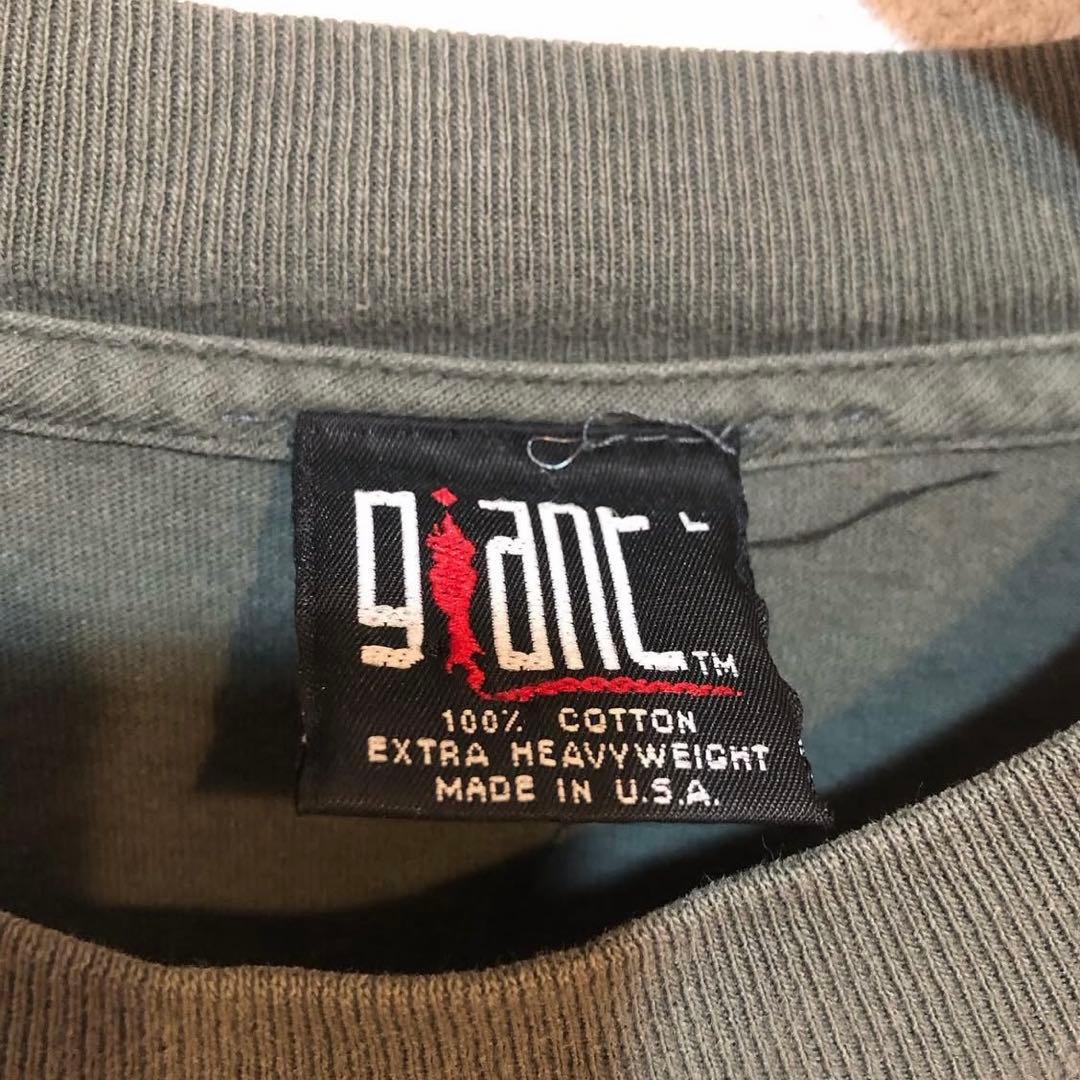 giant L
TM
100% COTTON
EXTRA HEAVYWEIGHT
MADE IN U.S.A.